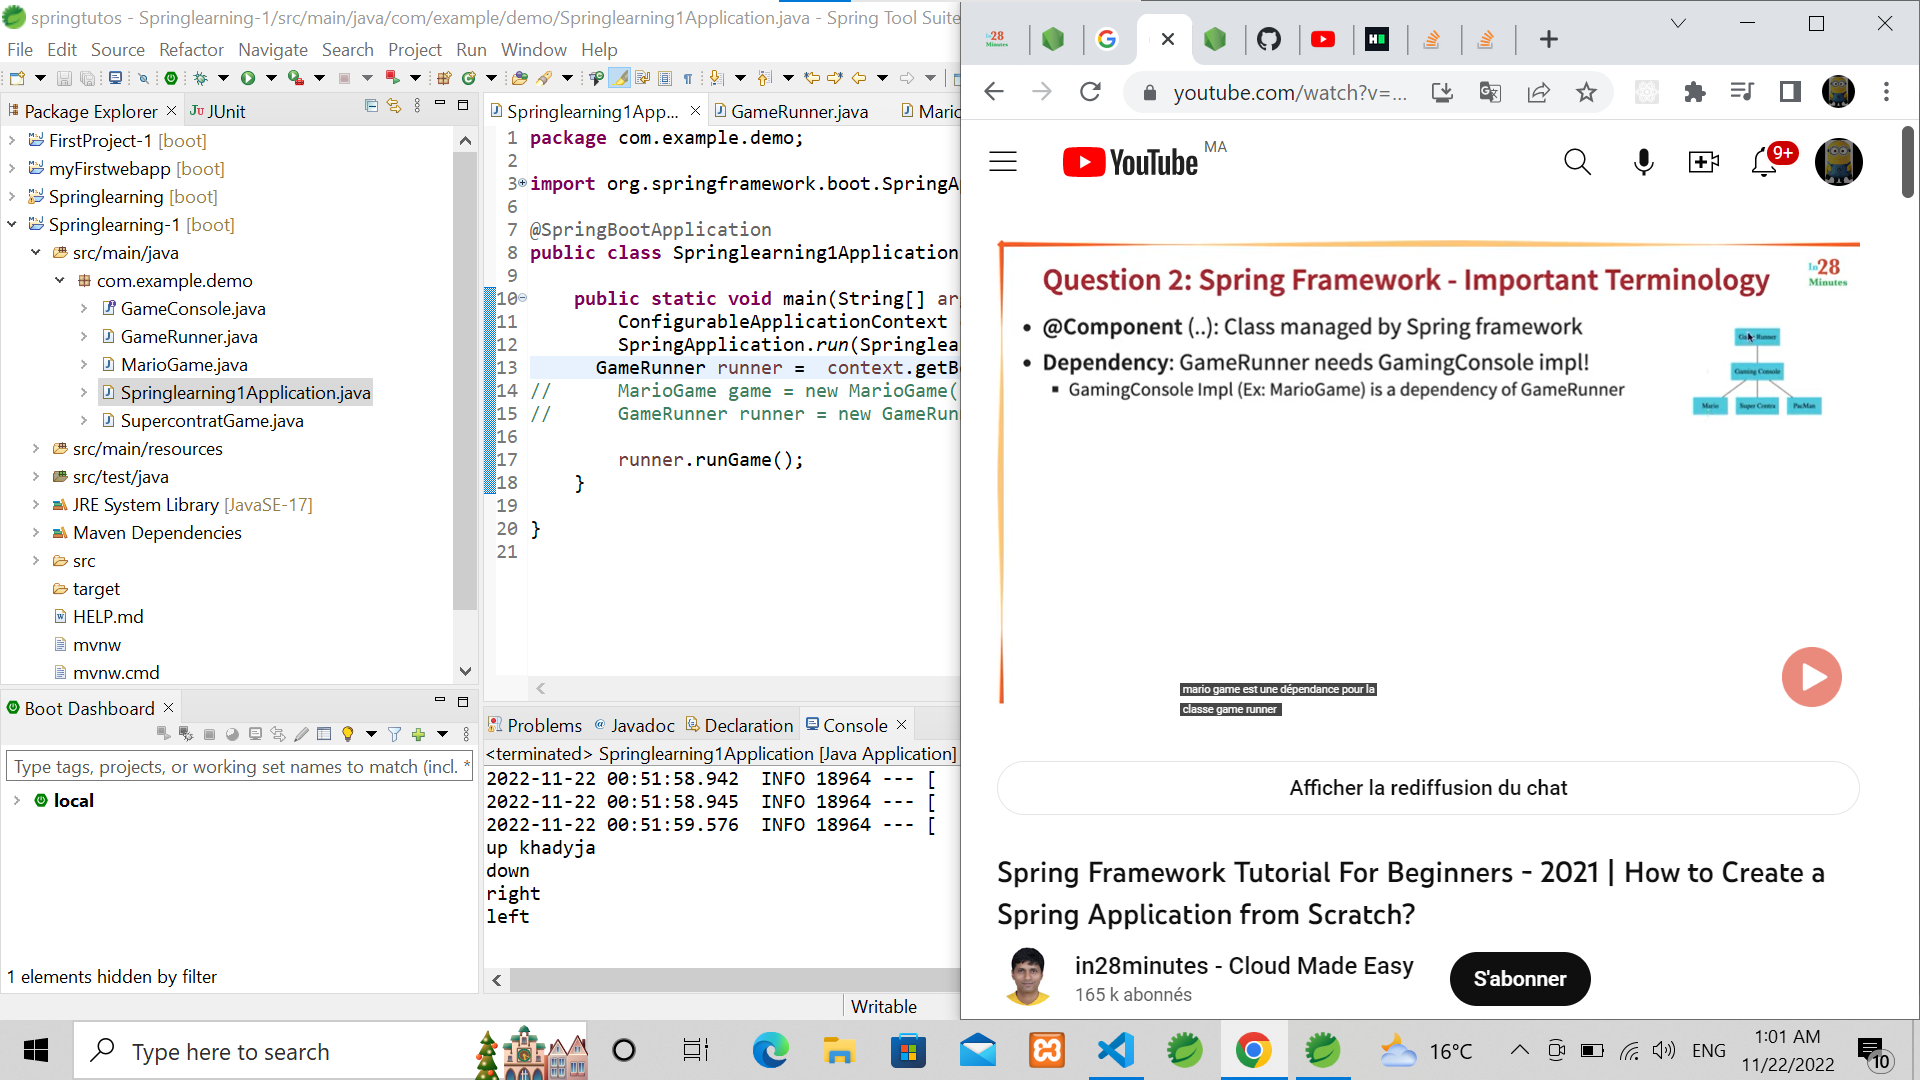 springtutos - Springlearning-1/src/main/java/com/example/demo/Springlearning1Application.java - Spring Tool Suite
File Edit Source Refactor Navigate Search Project Run Window Help
Package Explorer
JUnit
FirstProject-1 [boot]
myFirstwebapp [boot]
Springlearning [boot]
Springlearning-1 [boot]
src/main/java
com.example.demo
GameConsole.java
GameRunner.java
MarioGame.java
Springlearning1Application.java
SupercontratGame.java
src/main/resources
src/test/java
JRE System Library [JavaSE-17]
Maven Dependencies
src
target
HELP.md
mvnw
mvnw.cmd
Boot Dashboard
Type tags, projects, or working set names to match (incl. *
local
1 elements hidden by filter
Springlearning1App... GameRunner.java Mario
1 package com.example.demo;
2
3 import org.springframework.boot.SpringA
6
7 @SpringBootApplication
8 public class Springlearning1Application
9
10 public static void main(String[] arg
11 ConfigurableApplicationContext
12 SpringApplication.run(Springlea
13 GameRunner runner = context.getBe
14 // MarioGame game = new MarioGame(
15 // GameRunner runner = new GameRun
16
17 runner.runGame();
18 }
19
20 }
21
Problems @ Javadoc Declaration Console
<terminated> Springlearning1Application [Java Application]
2022-11-22 00:51:58.942 INFO 18964 --- [
2022-11-22 00:51:58.945 INFO 18964 --- [
2022-11-22 00:51:59.576 INFO 18964 --- [
up khadyja
down
right
left
Writable
youtube.com/watch?v=...
YouTube MA
9+
Question 2: Spring Framework - Important Terminology
In 28 Minutes
@Component (..): Class managed by Spring framework
Dependency: GameRunner needs GamingConsole impl!
GamingConsole Impl (Ex: MarioGame) is a dependency of GameRunner
Game Runner
Gaming Console
Mario Super Contra PacMan
mario game est une dépendance pour la
classe game runner
Afficher la rediffusion du chat
Spring Framework Tutorial For Beginners - 2021 | How to Create a
Spring Application from Scratch?
in28minutes - Cloud Made Easy
165 k abonnés
S'abonner
Type here to search
16°C
ENG
1:01 AM
11/22/2022
10